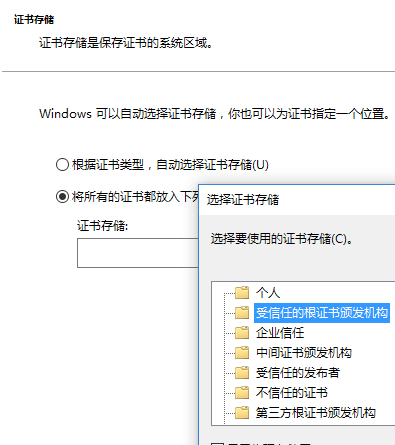 证书存储
证书存储是保存证书的系统区域。
Windows 可以自动选择证书存储，你也可以为证书指定一个位置。
根据证书类型，自动选择证书存储(U)
将所有的证书都放入下列
证书存储:
选择证书存储
选择要使用的证书存储(C)。
个人
受信任的根证书颁发机构
企业信任
中间证书颁发机构
受信任的发布者
不信任的证书
第三方根证书颁发机构